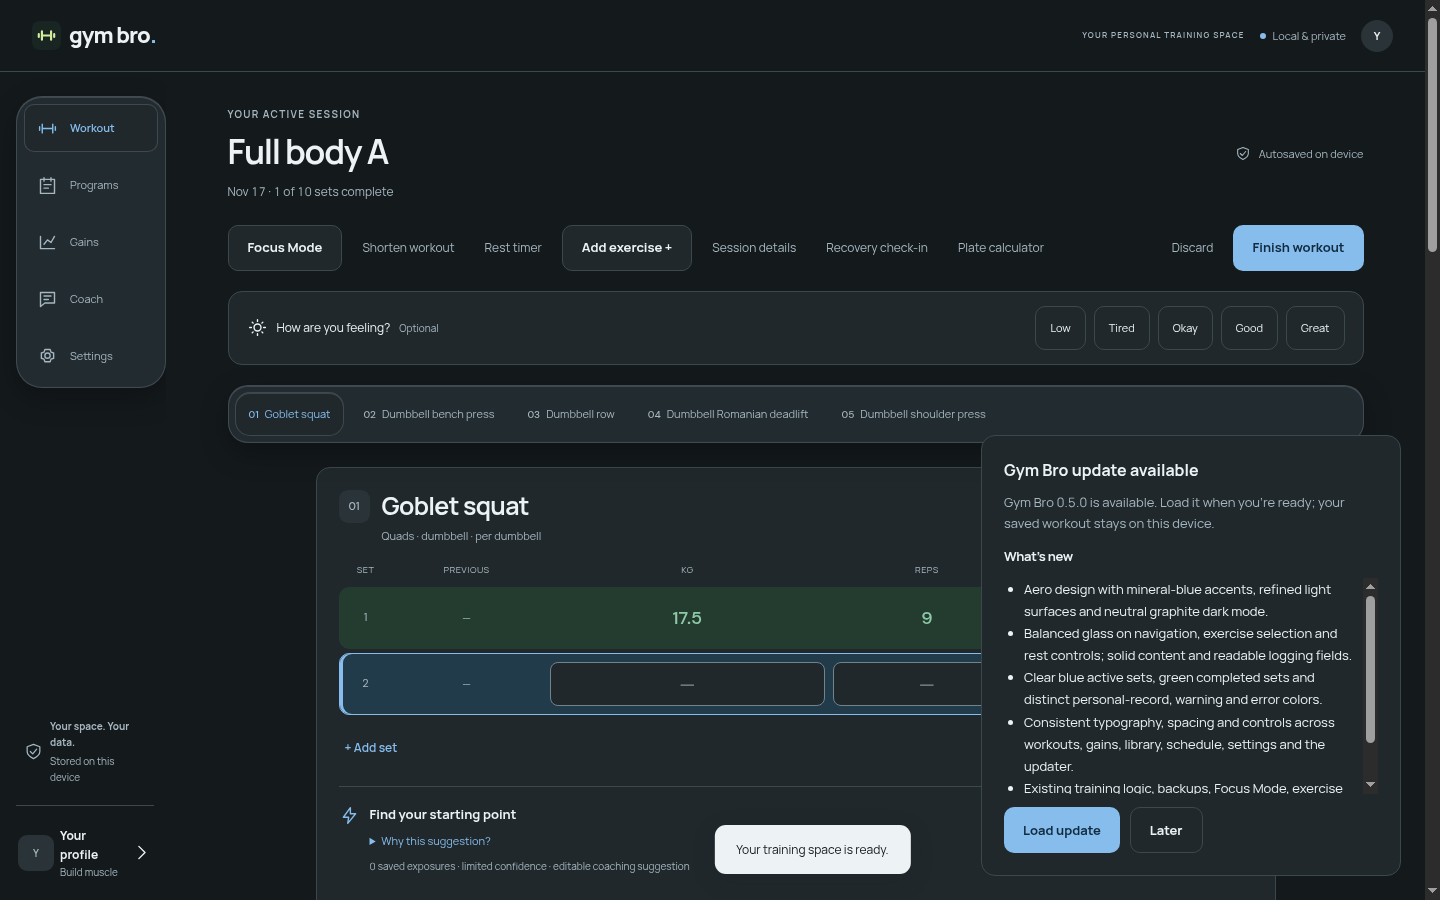 gym bro.
YOUR PERSONAL TRAINING SPACE
Local & private
Y
Workout
Programs
Gains
Coach
Settings
YOUR ACTIVE SESSION
Full body A
Nov 17 · 1 of 10 sets complete
Autosaved on device
Focus Mode
Shorten workout
Rest timer
Add exercise +
Session details
Recovery check-in
Plate calculator
Discard
Finish workout
How are you feeling? Optional
Low
Tired
Okay
Good
Great
01 Goblet squat
02 Dumbbell bench press
03 Dumbbell row
04 Dumbbell Romanian deadlift
05 Dumbbell shoulder press
01
Goblet squat
Quads · dumbbell · per dumbbell
SET PREVIOUS KG REPS
1 — 17.5 9
2 — — —
+ Add set
Find your starting point
Why this suggestion?
0 saved exposures · limited confidence · editable coaching suggestion
Your training space is ready.
Gym Bro update available
Gym Bro 0.5.0 is available. Load it when you're ready; your
saved workout stays on this device.
What's new
Aero design with mineral-blue accents, refined light
surfaces and neutral graphite dark mode.
Balanced glass on navigation, exercise selection and
rest controls; solid content and readable logging fields.
Clear blue active sets, green completed sets and
distinct personal-record, warning and error colors.
Consistent typography, spacing and controls across
workouts, gains, library, schedule, settings and the
updater.
Existing training logic, backups, Focus Mode, exercise
Load update
Later
Your space. Your
data.
Stored on this
device
Y
Your
profile
Build muscle